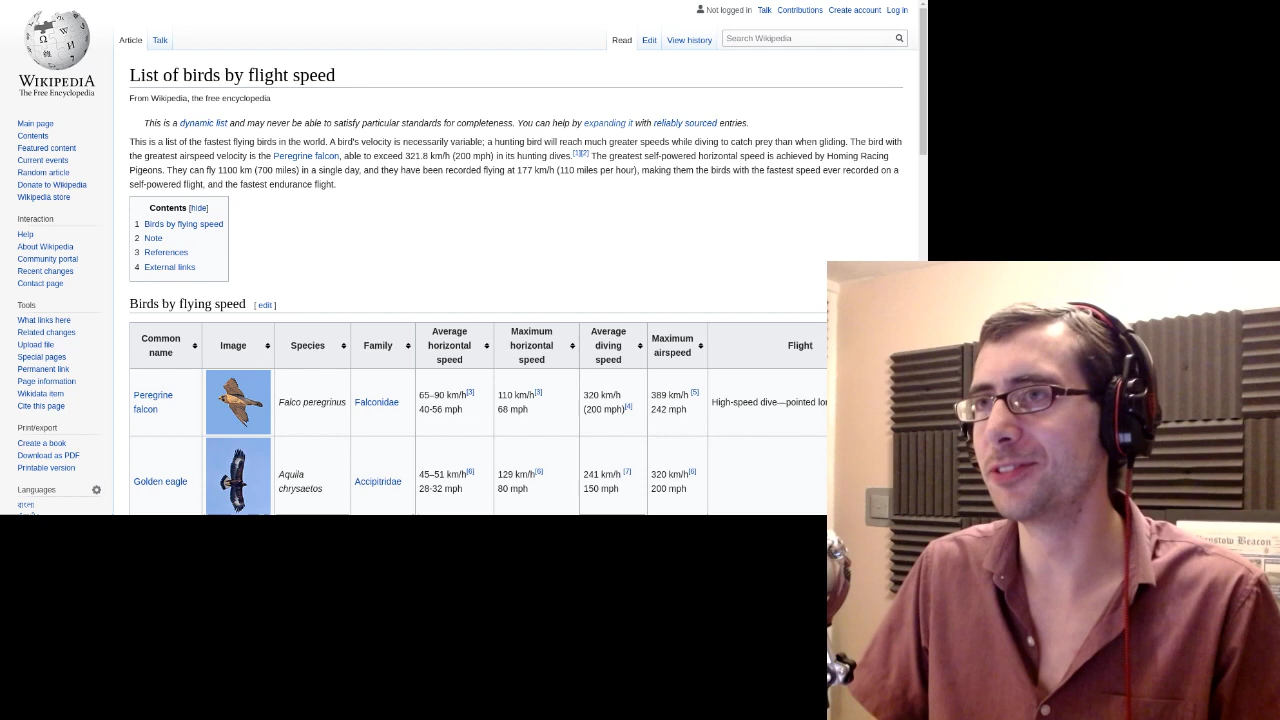 Not logged in Talk Contributions Create account Log in
Article Talk
Read Edit View history
Search Wikipedia
WIKIPEDIA
The Free Encyclopedia
Main page
Contents
Featured content
Current events
Random article
Donate to Wikipedia
Wikipedia store
Interaction
Help
About Wikipedia
Community portal
Recent changes
Contact page
Tools
What links here
Related changes
Upload file
Special pages
Permanent link
Page information
Wikidata item
Cite this page
Print/export
Create a book
Download as PDF
Printable version
Languages
বাংলা
List of birds by flight speed
From Wikipedia, the free encyclopedia
This is a dynamic list and may never be able to satisfy particular standards for completeness. You can help by expanding it with reliably sourced entries.
This is a list of the fastest flying birds in the world. A bird's velocity is necessarily variable; a hunting bird will reach much greater speeds while diving to catch prey than when gliding. The bird with
the greatest airspeed velocity is the Peregrine falcon, able to exceed 321.8 km/h (200 mph) in its hunting dives.[1][2] The greatest self-powered horizontal speed is achieved by Homing Racing
Pigeons. They can fly 1100 km (700 miles) in a single day, and they have been recorded flying at 177 km/h (110 miles per hour), making them the birds with the fastest speed ever recorded on a
self-powered flight, and the fastest endurance flight.
Contents [hide]
1 Birds by flying speed
2 Note
3 References
4 External links
Birds by flying speed [ edit ]
Common name Image Species Family Average horizontal speed Maximum horizontal speed Average diving speed Maximum airspeed Flight
Peregrine falcon Falco peregrinus Falconidae 65–90 km/h[3] 40-56 mph 110 km/h[3] 68 mph 320 km/h (200 mph)[4] 389 km/h [5] 242 mph High-speed dive—pointed
Golden eagle Aquila chrysaetos Accipitridae 45–51 km/h[6] 28-32 mph 129 km/h[6] 80 mph 241 km/h [7] 150 mph 320 km/h[6] 200 mph
Beacon